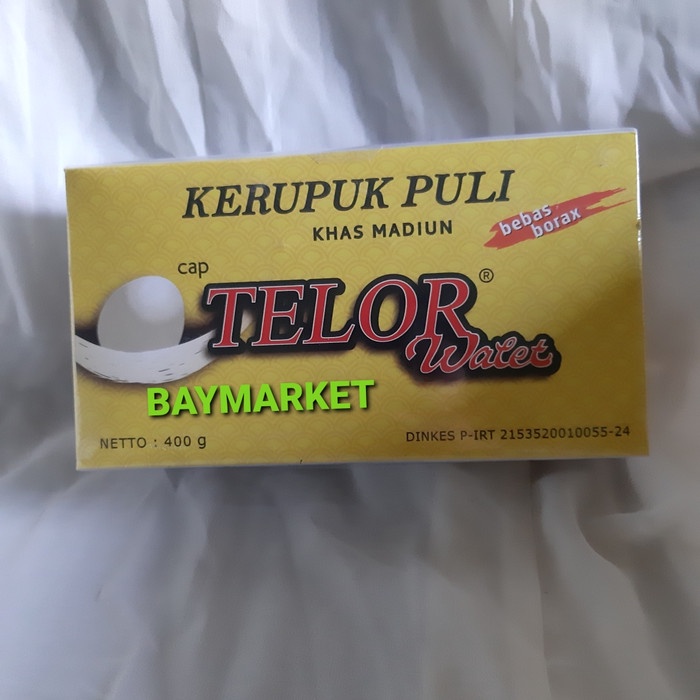 KERUPUK PULI
KHAS MADIUN
bebas
borax
cap
TELOR®
Walet
BAYMARKET
NETTO : 400 g
DINKES P-IRT 2153520010055-24